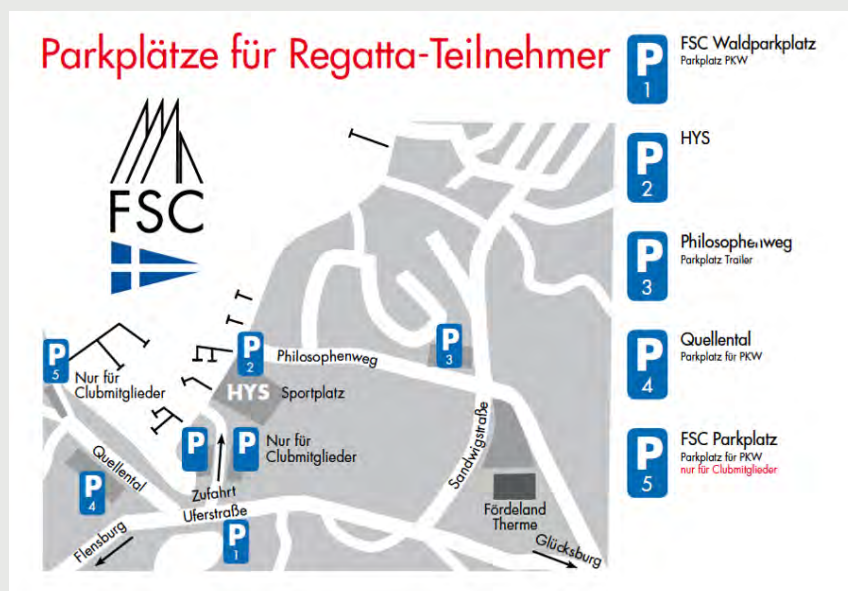 Parkplätze für Regatta-Teilnehmer
FSC
P
1
FSC Waldparkplatz
Parkplatz PKW
P
2
HYS
P
3
Philosophenweg
Parkplatz Trailer
P
4
Quellental
Parkplatz für PKW
P
5
FSC Parkplatz
Parkplatz für PKW
nur für Clubmitglieder
P
5
Nur für
Clubmitglieder
P
2
Philosophenweg
P
3
HYS
Sportplatz
P
P
Nur für
Clubmitglieder
Quellental
P
4
Zufahrt
Uferstraße
P
1
Flensburg
Sandwigstraße
Fördeland
Therme
Glücksburg